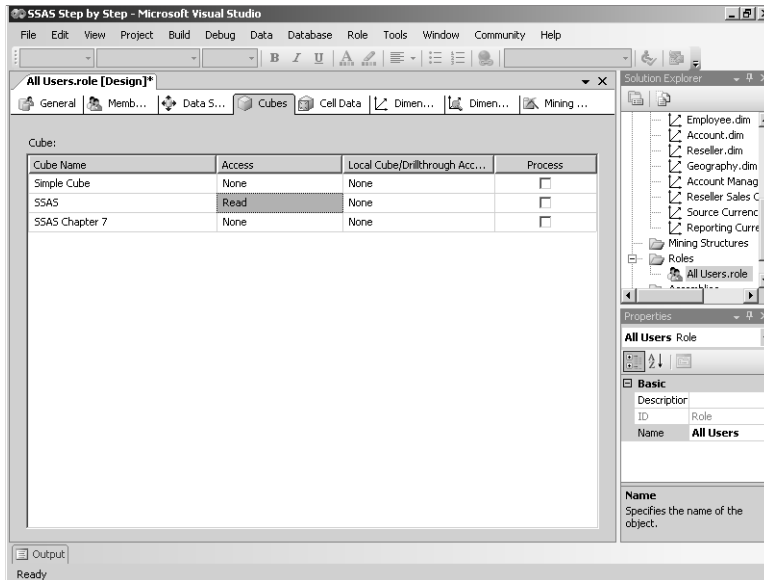 SSAS Step by Step - Microsoft Visual Studio
File Edit View Project Build Debug Data Database Role Tools Window Community Help
B I U A
All Users.role [Design]*
General Memb... Data S... Cubes Cell Data Dimen... Dimen... Mining ...
Cube:
Cube Name Access Local Cube/Drillthrough Acc... Process
Simple Cube None None
SSAS Read None
SSAS Chapter 7 None None
Output
Ready
Solution Explorer
Employee.dim
Account.dim
Reseller.dim
Geography.dim
Account Manag
Reseller Sales C
Source Currenc
Reporting Curre
Mining Structures
Roles
All Users.role
Properties
All Users Role
Basic
Description
ID Role
Name All Users
Name
Specifies the name of the
object.